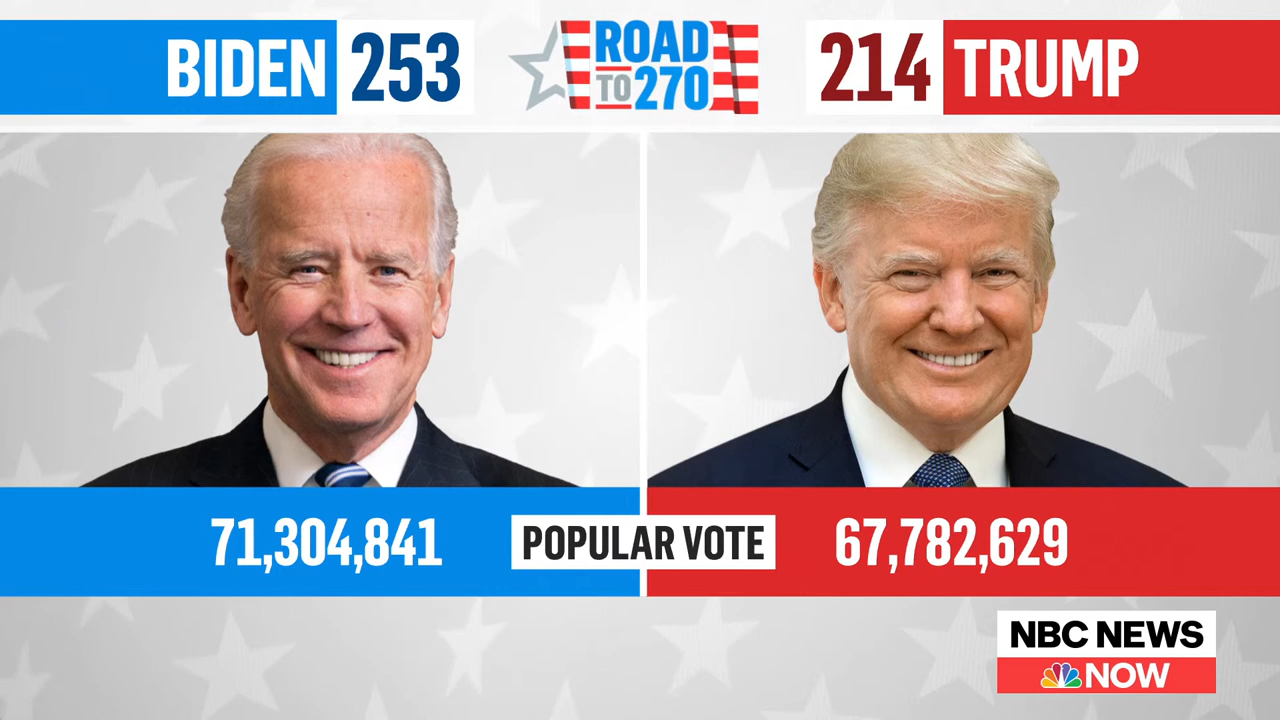 BIDEN 253
ROAD
TO 270
214 TRUMP
71,304,841
POPULAR VOTE
67,782,629
NBC NEWS
NOW